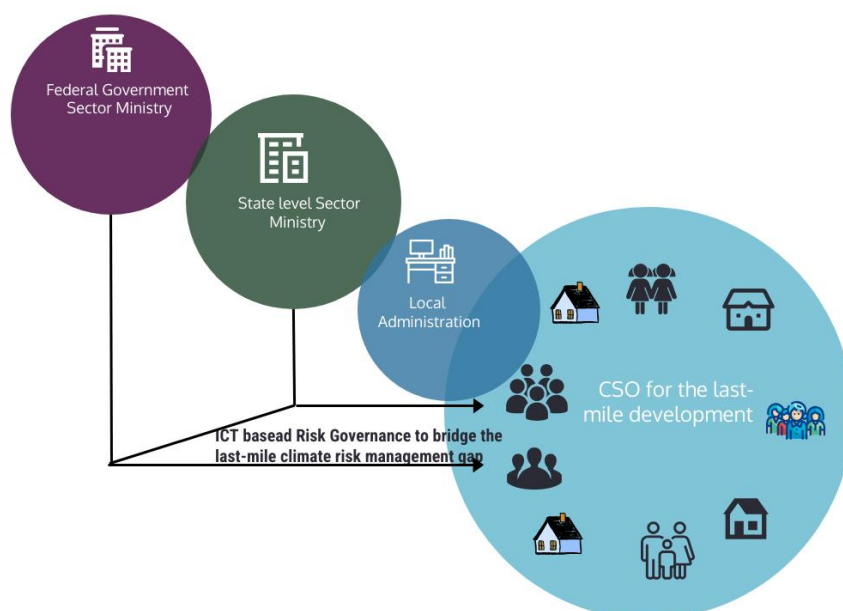 Federal Government
Sector Ministry
State level Sector
Ministry
Local
Administration
CSO for the last-
mile development
ICT basead Risk Governance to bridge the
last-mile climate risk management gap